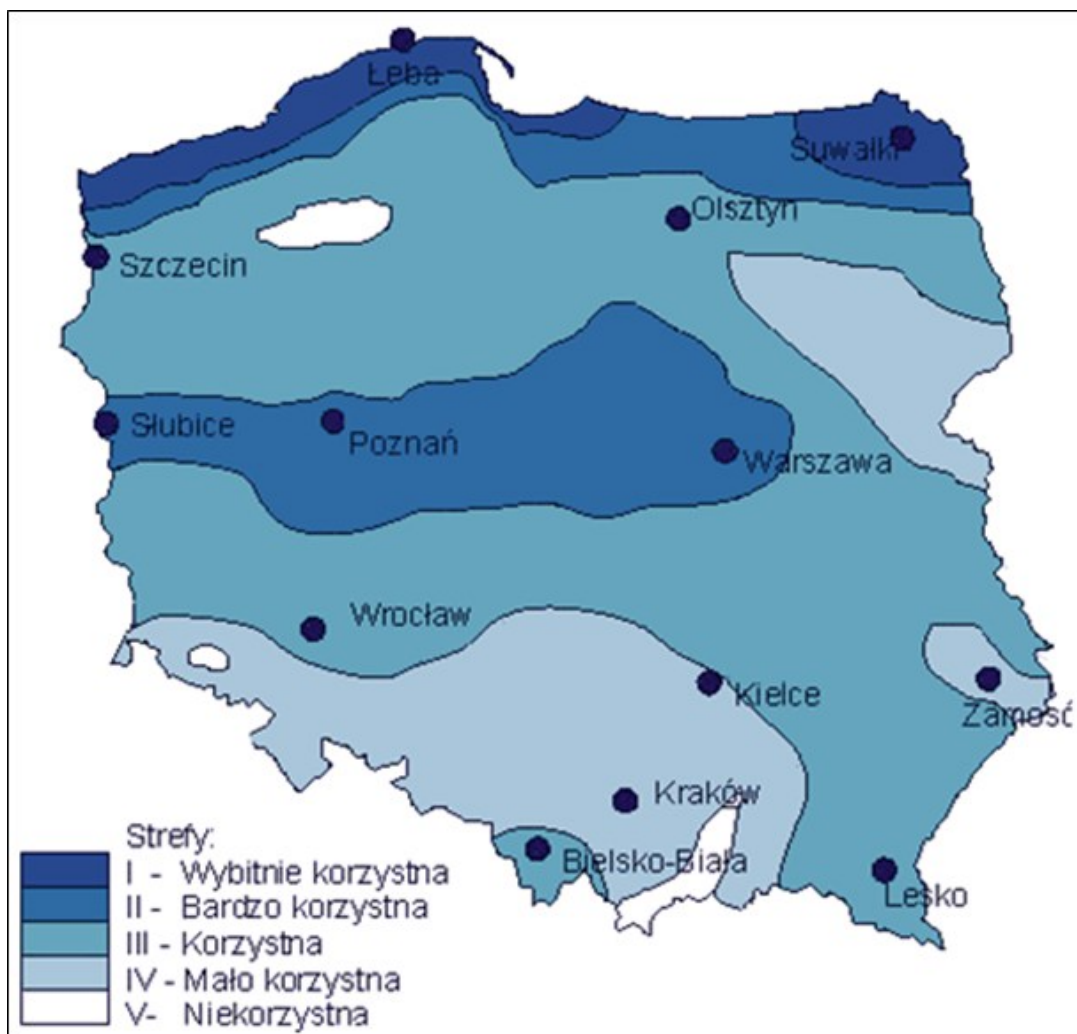 Łeba
Suwałki
Olsztyn
Szczecin
Słubice
Poznań
Warszawa
Wrocław
Kielce
Zamość
Kraków
Bielsko-Biała
Lesko
Strefy:
I - Wybitnie korzystna
II - Bardzo korzystna
III - Korzystna
IV - Mało korzystna
V- Niekorzystna